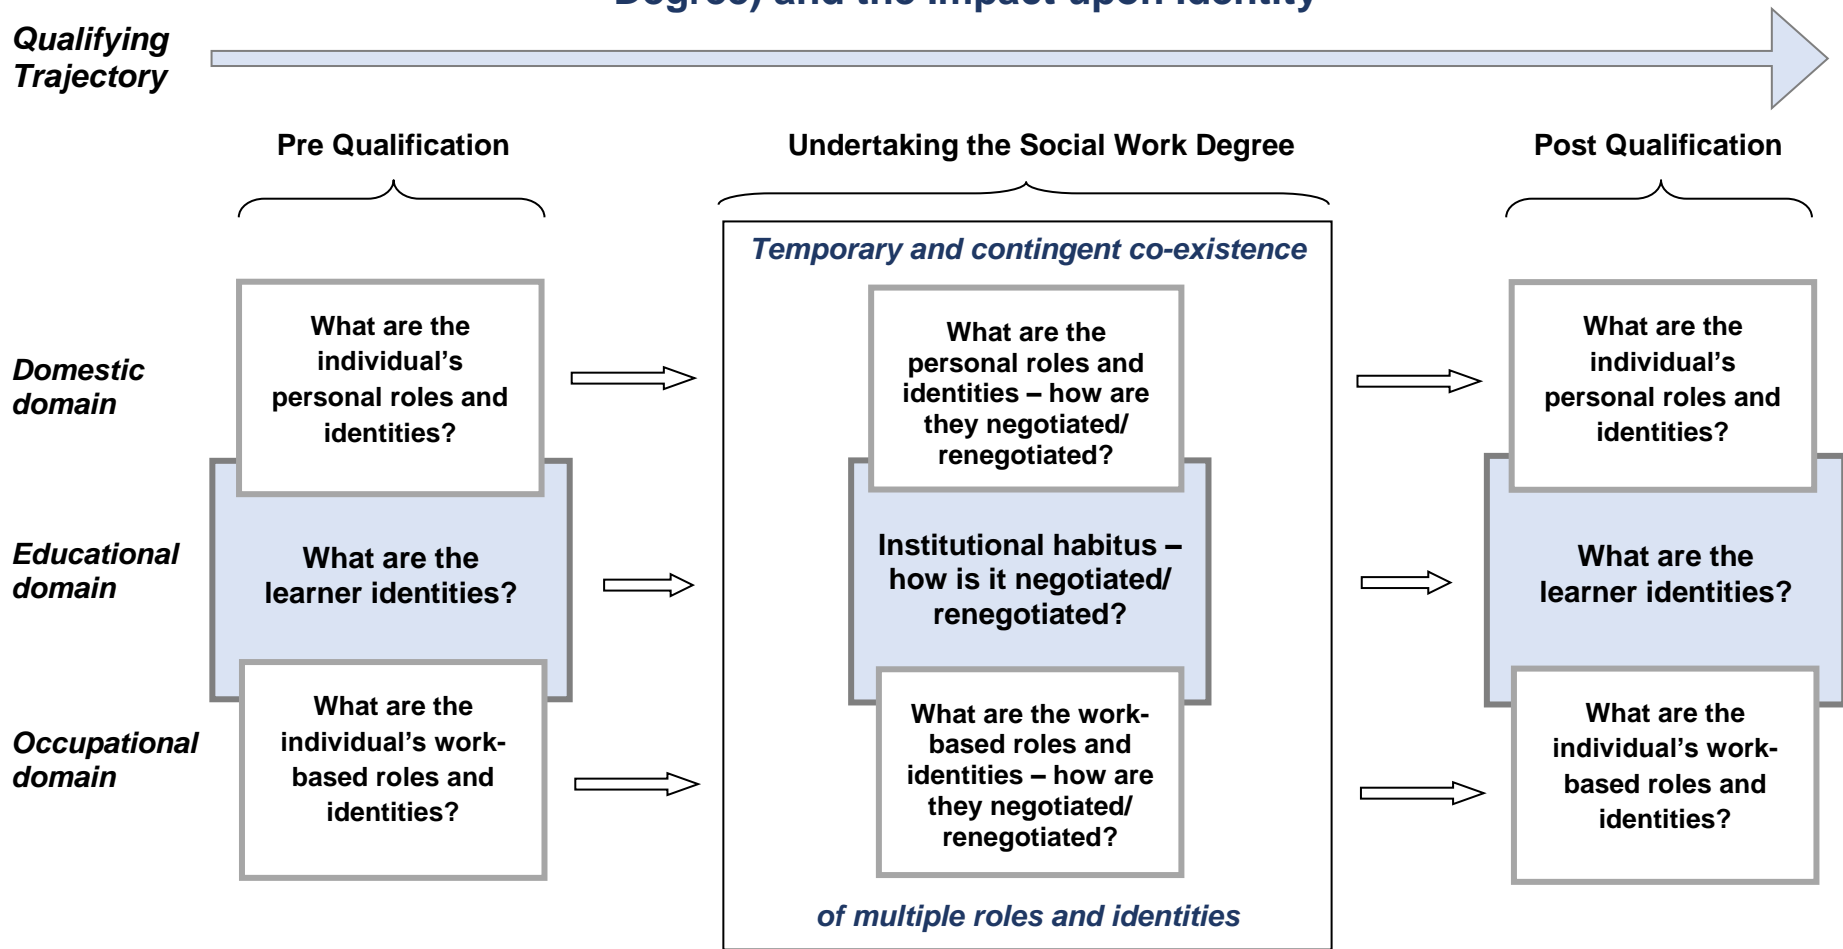 Degree) and the impact upon identity
Qualifying
Trajectory
Pre Qualification
Undertaking the Social Work Degree
Post Qualification
Temporary and contingent co-existence
Domestic
domain
What are the
individual’s
personal roles and
identities?
What are the
personal roles and
identities – how are
they negotiated/
renegotiated?
What are the
individual’s
personal roles and
identities?
Educational
domain
What are the
learner identities?
Institutional habitus –
how is it negotiated/
renegotiated?
What are the
learner identities?
Occupational
domain
What are the
individual’s work-
based roles and
identities?
What are the work-
based roles and
identities – how are
they negotiated/
renegotiated?
What are the
individual’s work-
based roles and
identities?
of multiple roles and identities